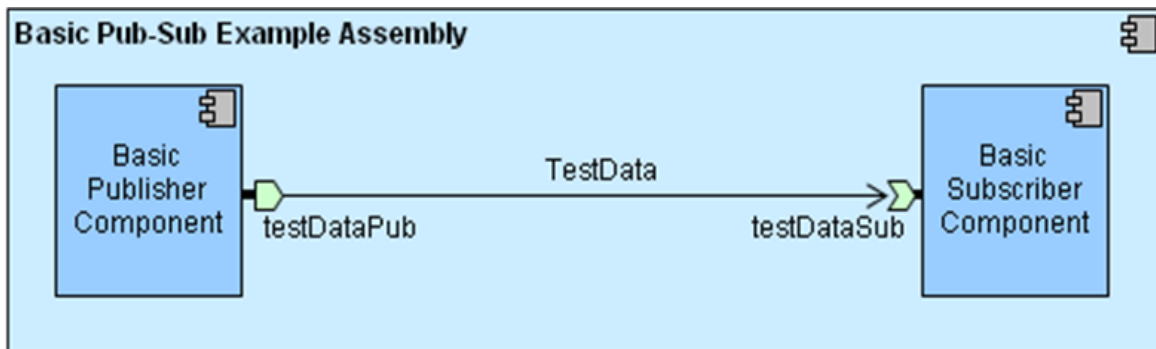 Basic Pub-Sub Example Assembly
Basic
Publisher
Component
TestData
testDataPub
testDataSub
Basic
Subscriber
Component